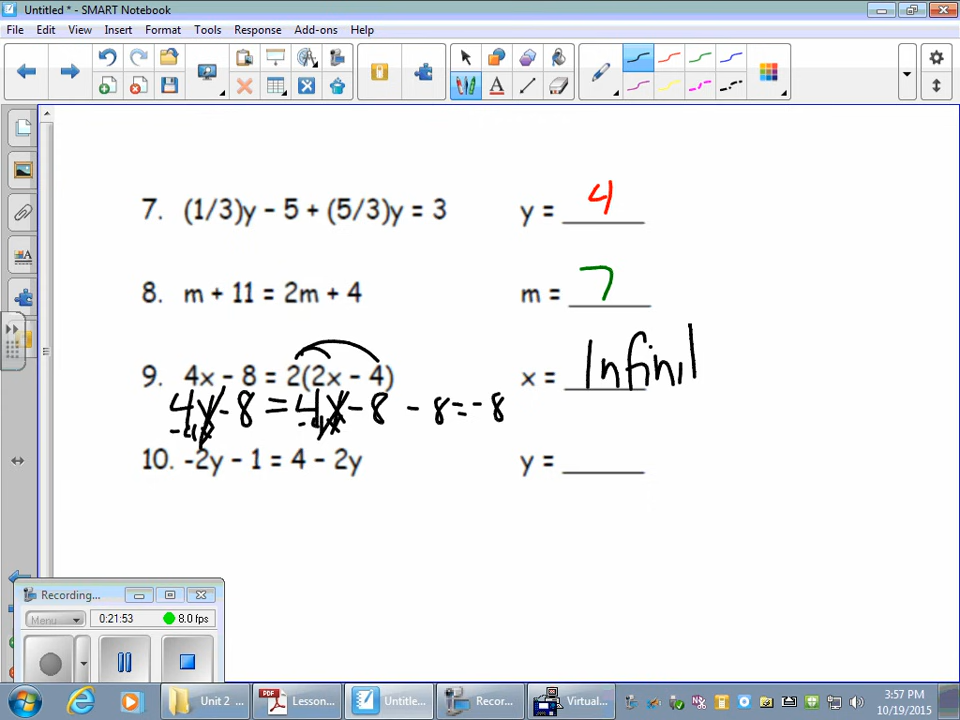 Untitled * - SMART Notebook
File Edit View Insert Format Tools Response Add-ons Help
7. (1/3)y - 5 + (5/3)y = 3 y = 4
8. m + 11 = 2m + 4 m = 7
9. 4x - 8 = 2(2x - 4) x = Infinit
4x - 8 = 4x - 8 - 8 = - 8
-4x -4x
10. -2y - 1 = 4 - 2y y =
Recording...
Menu 0:21:53 8.0 fps
Unit 2 Lesson... Untitle... Recor... Virtual...
3:57 PM
10/19/2015